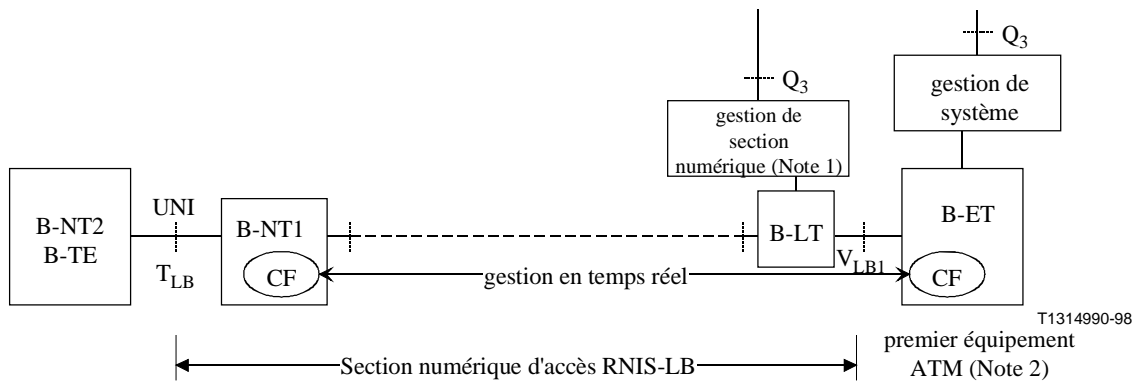 Q3
Q3
gestion de
système
gestion de
section
numérique (Note 1)
B-NT2
B-TE
UNI
TLB
B-NT1
CF
B-LT
VLB1
B-ET
CF
gestion en temps réel
T1314990-98
Section numérique d'accès RNIS-LB
premier équipement
ATM (Note 2)